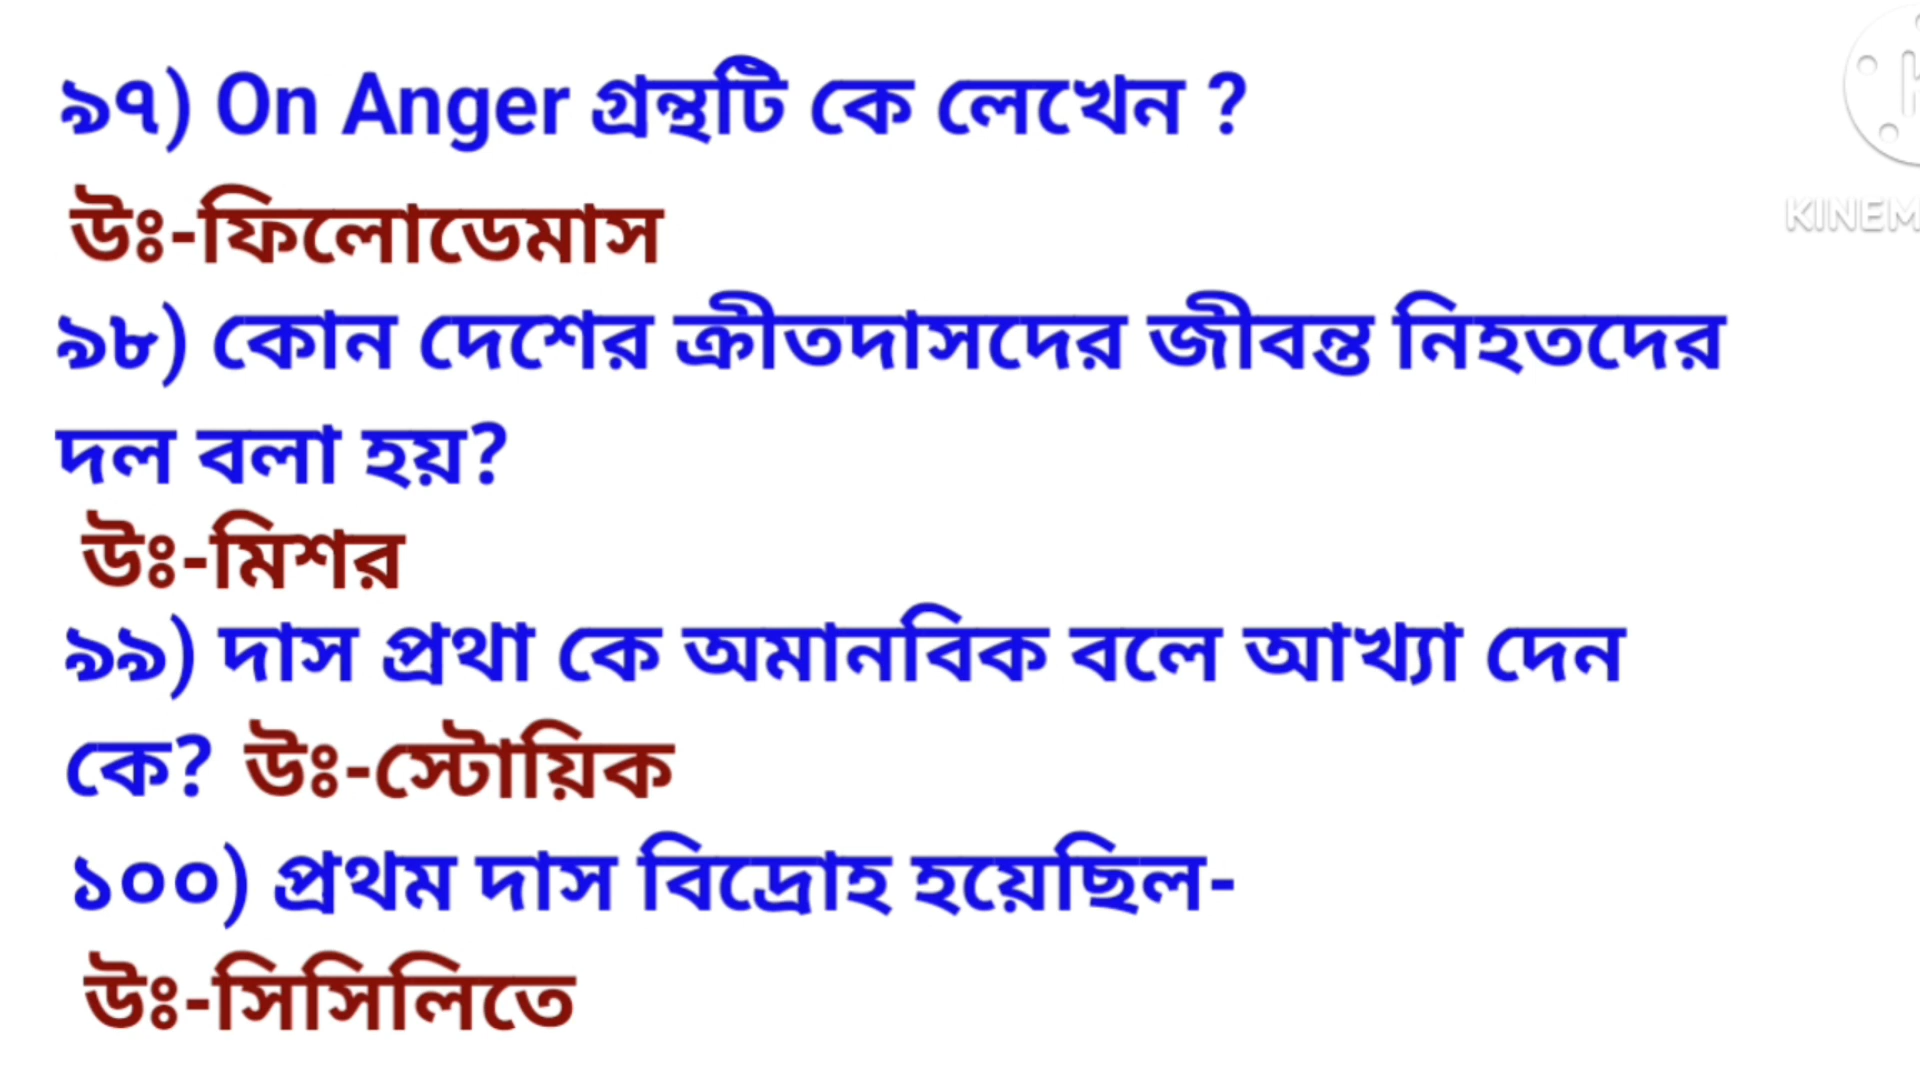 ৯৭) On Anger গ্রন্থটি কে লেখেন ?
উঃ-ফিলোডেমাস
৯৮) কোন দেশের ক্রীতদাসদের জীবন্ত নিহতদের
দল বলা হয়?
উঃ-মিশর
৯৯) দাস প্রথা কে অমানবিক বলে আখ্যা দেন
কে? উঃ-স্টোয়িক
১০০) প্রথম দাস বিদ্রোহ হয়েছিল-
উঃ-সিসিলিতে
KINEM